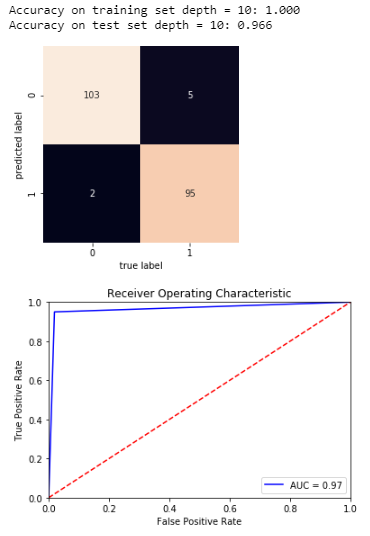 Accuracy on training set depth = 10: 1.000
Accuracy on test set depth = 10: 0.966
predicted label
0
103
5
1
2
95
0
1
true label
Receiver Operating Characteristic
True Positive Rate
1.0
0.8
0.6
0.4
0.2
0.0
AUC = 0.97
0.0
0.2
0.4
0.6
0.8
1.0
False Positive Rate